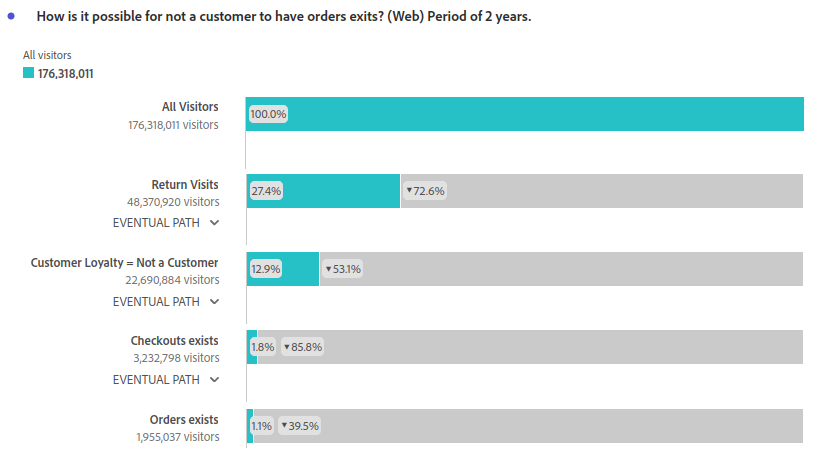 How is it possible for not a customer to have orders exits? (Web) Period of 2 years.
All visitors
176,318,011
All Visitors
176,318,011 visitors
100.0%
Return Visits
48,370,920 visitors
EVENTUAL PATH
27.4%
▼72.6%
Customer Loyalty = Not a Customer
22,690,884 visitors
EVENTUAL PATH
12.9%
▼53.1%
Checkouts exists
3,232,798 visitors
EVENTUAL PATH
1.8%
▼85.8%
Orders exists
1,955,037 visitors
1.1%
▼39.5%